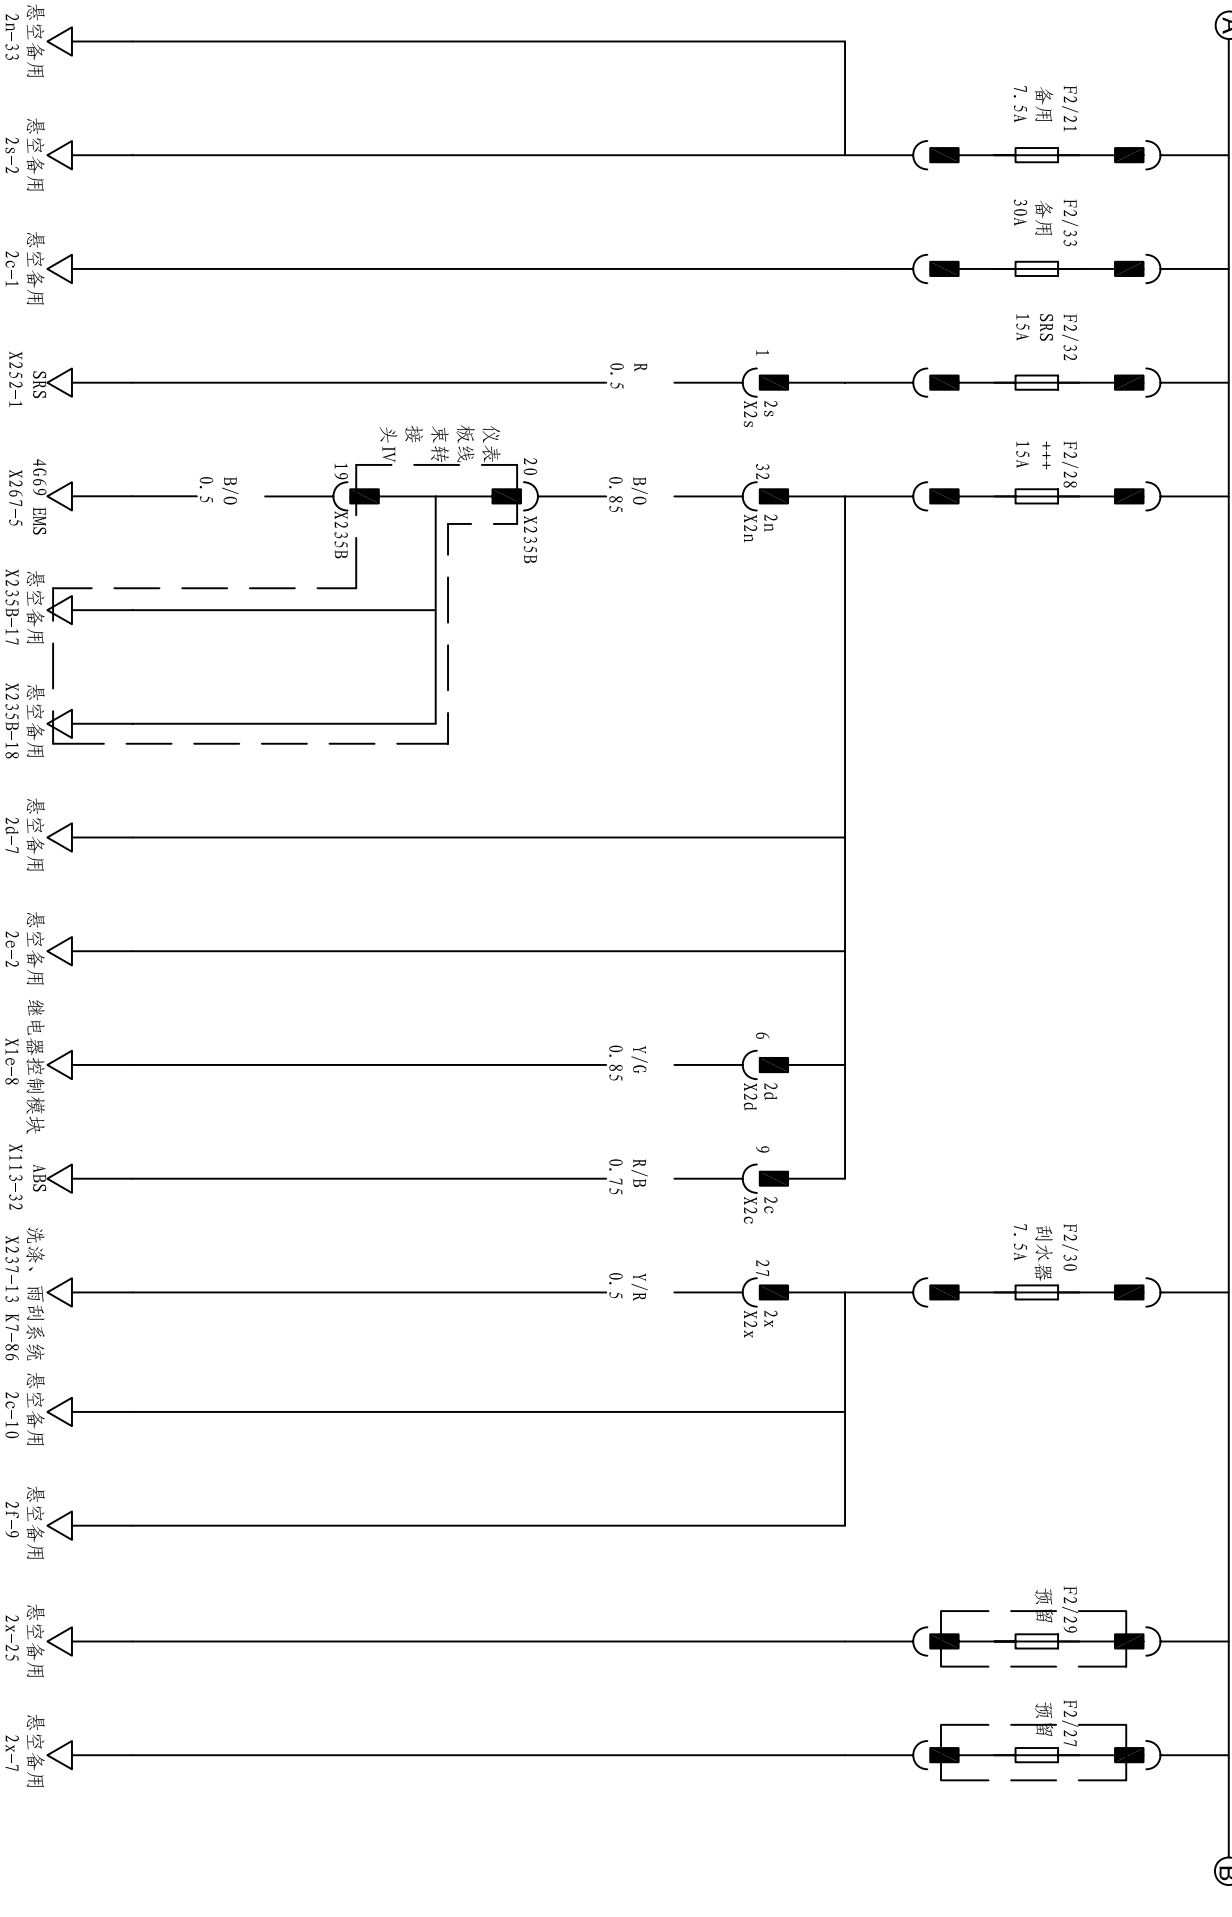 A
F2/21
备用
7.5A
F2/33
备用
30A
F2/32
SRS
15A
F2/28
+++
15A
F2/30
刮水器
7.5A
F2/29
预留
F2/27
预留
B
1
2s
X2s
32
2n
X2n
6
2d
X2d
9
2c
X2c
27
2x
X2x
R
0.5
B/O
0.85
Y/G
0.85
R/B
0.75
Y/R
0.5
仪表
板线
束转
接
头IV
20
X235B
19
X235B
B/O
0.5
悬空备用
2n-33
悬空备用
2s-2
悬空备用
2c-1
SRS
X252-1
4G69 EMS
X267-5
悬空备用
X235B-17
悬空备用
X235B-18
悬空备用
2d-7
悬空备用
2e-2
继电器控制模块
X1e-8
ABS
X113-32
洗涤、雨刮系统
X237-13 K7-86
悬空备用
2c-10
悬空备用
2f-9
悬空备用
2x-25
悬空备用
2x-7